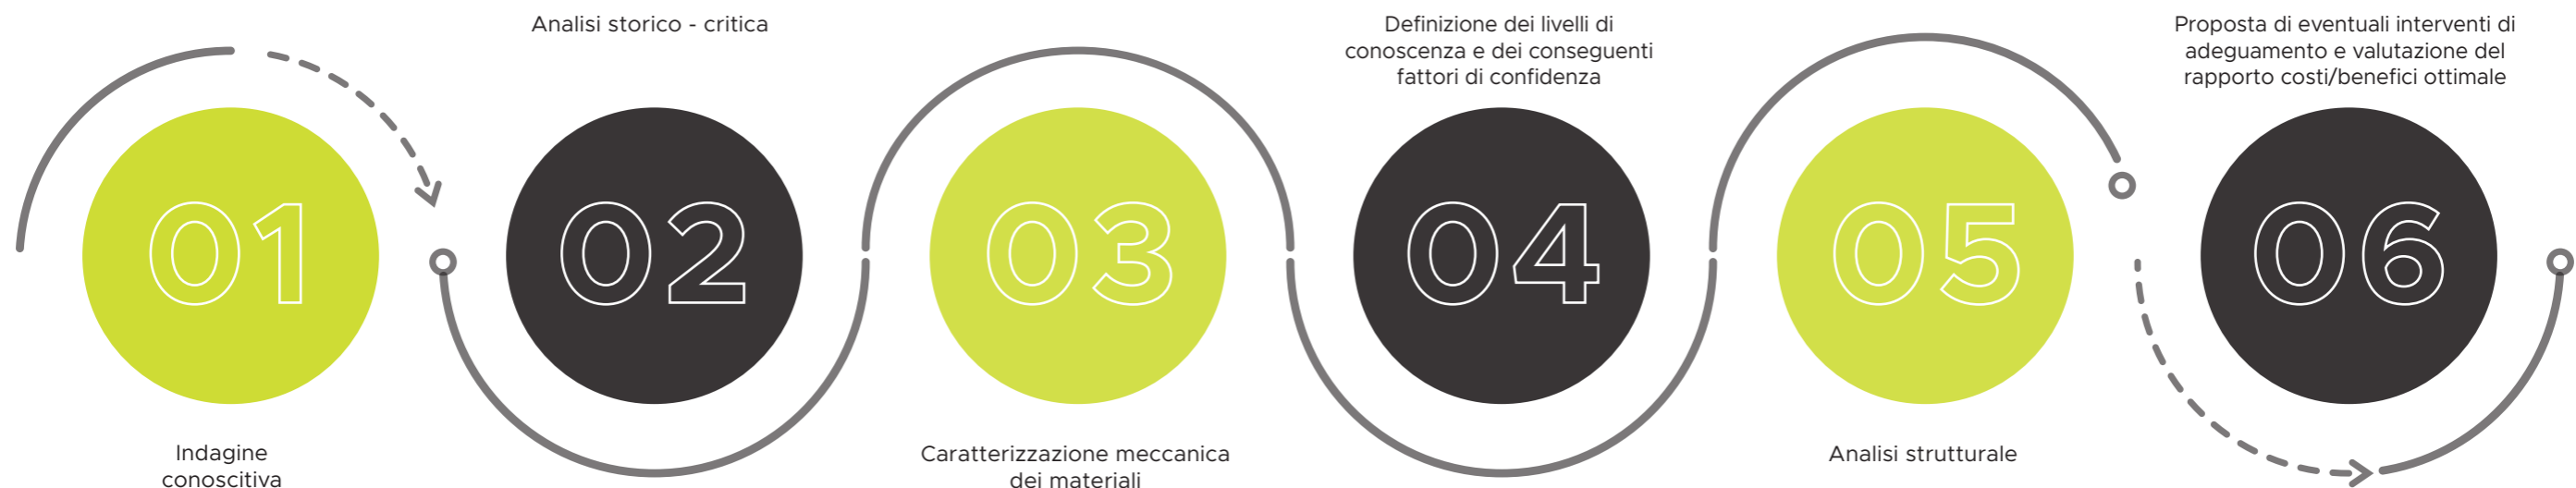 01
Indagine
conoscitiva
Analisi storico - critica
02
03
Caratterizzazione meccanica
dei materiali
Definizione dei livelli di
conoscenza e dei conseguenti
fattori di confidenza
04
05
Analisi strutturale
Proposta di eventuali interventi di
adeguamento e valutazione del
rapporto costi/benefici ottimale
06